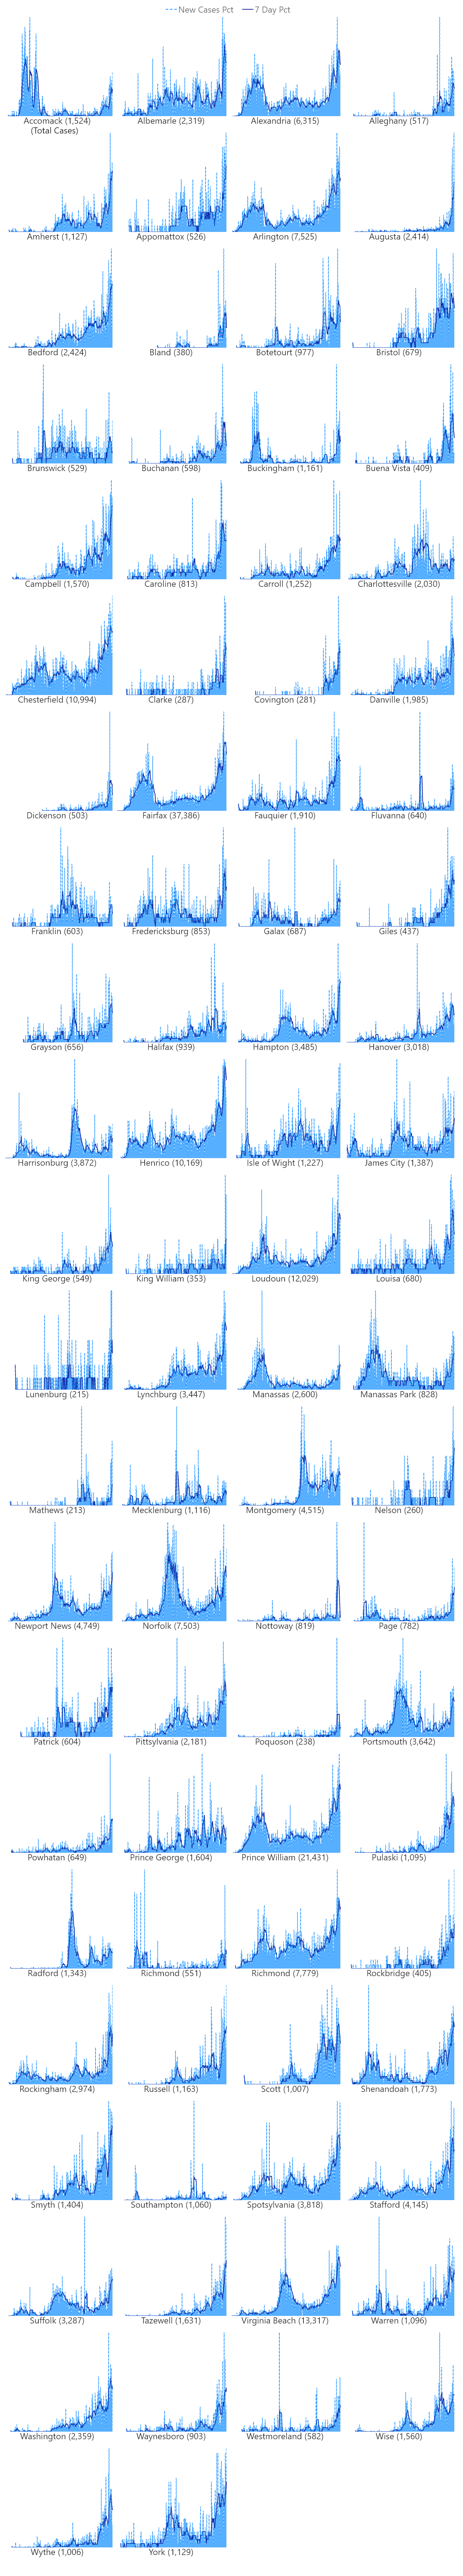 New Cases Pct 7 Day Pct
Accomack (1,524) Albemarle (2,319) Alexandria (6,315) Alleghany (517)
(Total Cases)
Amherst (1,127) Appomattox (526) Arlington (7,525) Augusta (2,414)
Bedford (2,424) Bland (380) Botetourt (977) Bristol (679)
Brunswick (529) Buchanan (598) Buckingham (1,161) Buena Vista (409)
Campbell (1,570) Caroline (813) Carroll (1,252) Charlottesville (2,030)
Chesterfield (10,994) Clarke (287) Covington (281) Danville (1,985)
Dickenson (503) Fairfax (37,386) Fauquier (1,910) Fluvanna (640)
Franklin (603) Fredericksburg (853) Galax (687) Giles (437)
Grayson (656) Halifax (939) Hampton (3,485) Hanover (3,018)
Harrisonburg (3,872) Henrico (10,169) Isle of Wight (1,227) James City (1,387)
King George (549) King William (353) Loudoun (12,029) Louisa (680)
Lunenburg (215) Lynchburg (3,447) Manassas (2,600) Manassas Park (828)
Mathews (213) Mecklenburg (1,116) Montgomery (4,515) Nelson (260)
Newport News (4,749) Norfolk (7,503) Nottoway (819) Page (782)
Patrick (604) Pittsylvania (2,181) Poquoson (238) Portsmouth (3,642)
Powhatan (649) Prince George (1,604) Prince William (21,431) Pulaski (1,095)
Radford (1,343) Richmond (551) Richmond (7,779) Rockbridge (405)
Rockingham (2,974) Russell (1,163) Scott (1,007) Shenandoah (1,773)
Smyth (1,404) Southampton (1,060) Spotsylvania (3,818) Stafford (4,145)
Suffolk (3,287) Tazewell (1,631) Virginia Beach (13,317) Warren (1,096)
Washington (2,359) Waynesboro (903) Westmoreland (582) Wise (1,560)
Wythe (1,006) York (1,129)